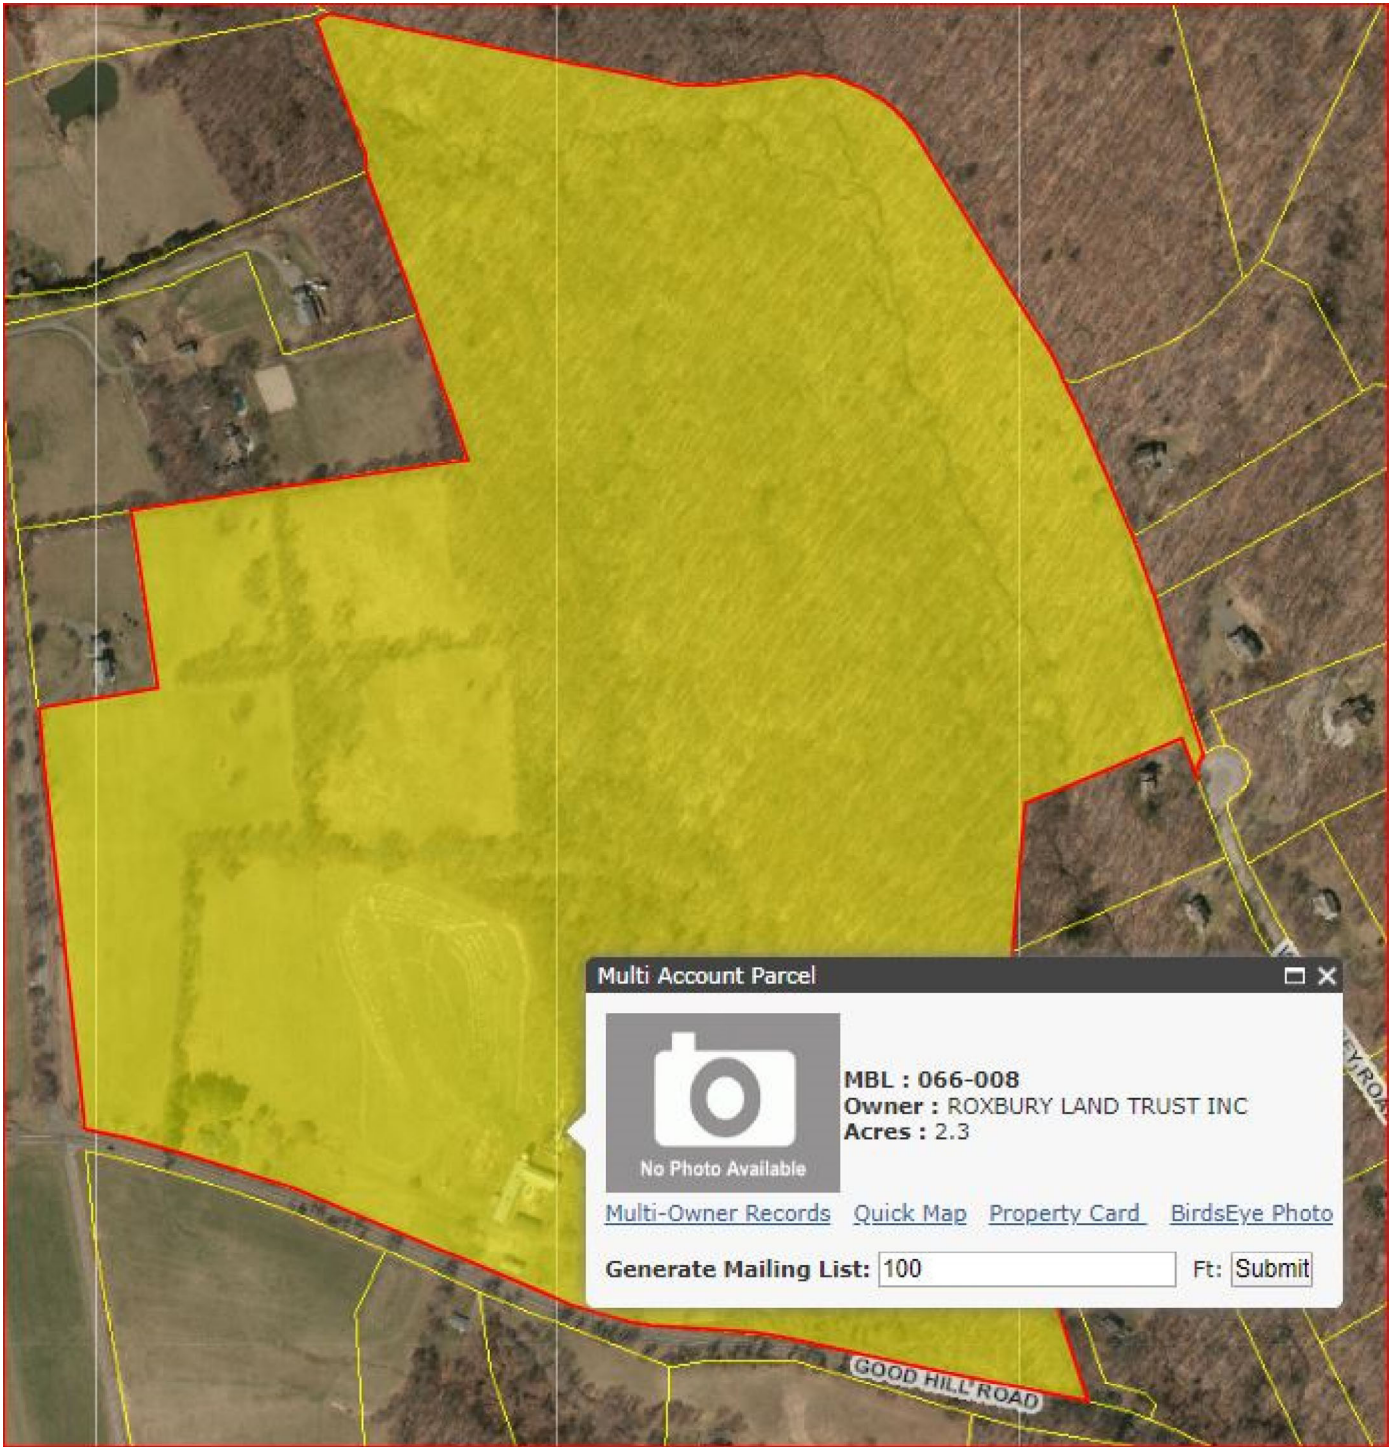 Multi Account Parcel
No Photo Available
MBL : 066-008
Owner : ROXBURY LAND TRUST INC
Acres : 2.3
Multi-Owner Records Quick Map Property Card BirdsEye Photo
Generate Mailing List: 100 Ft: Submit
GOOD HILL ROAD